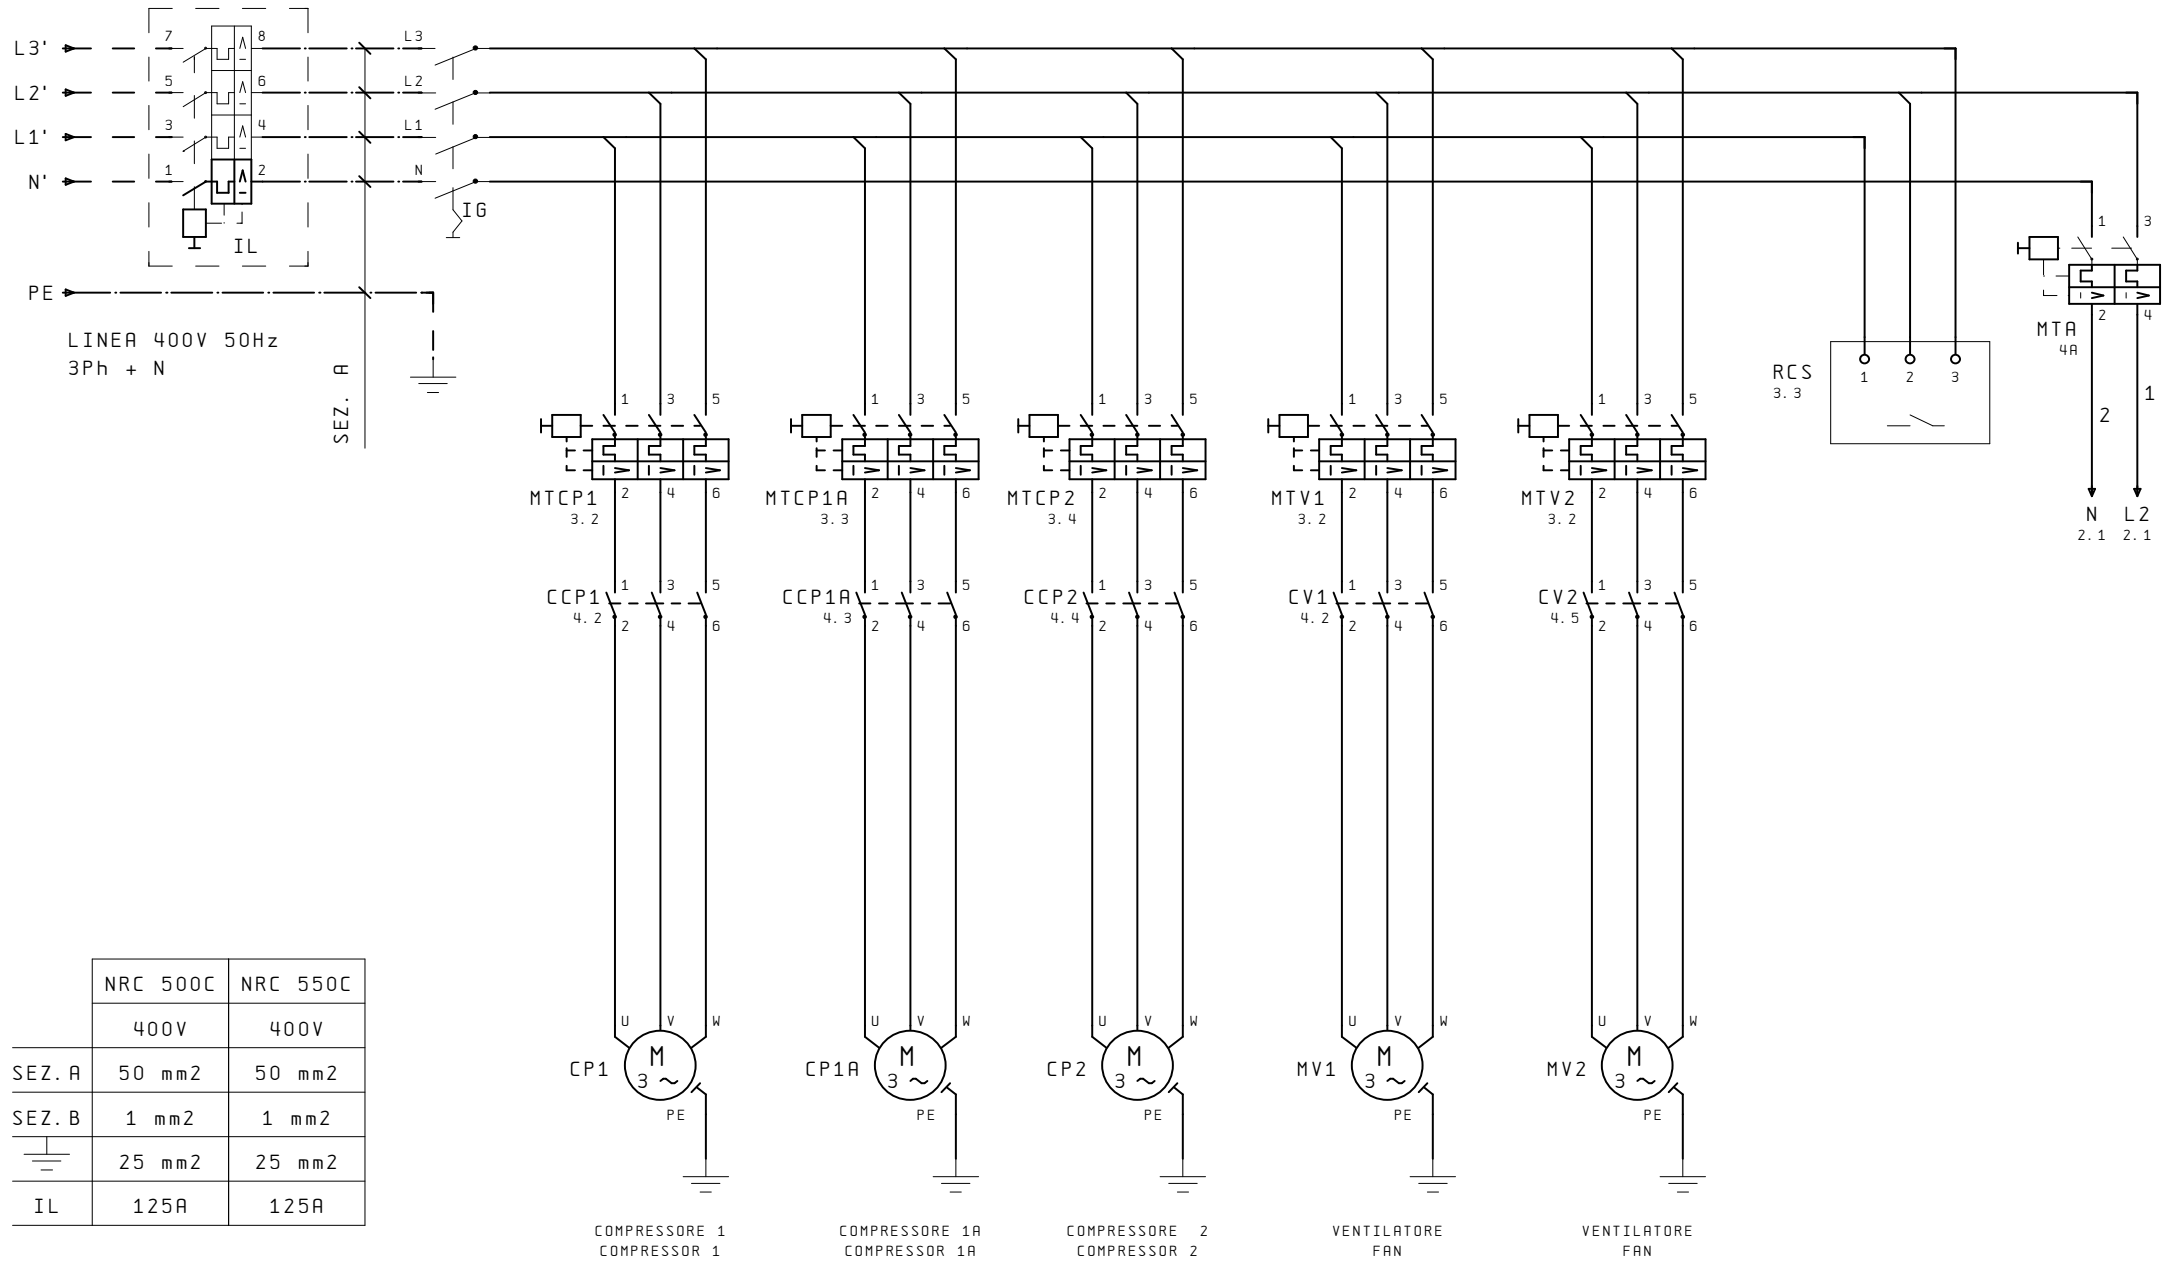 L3' 7 8 L3
L2' 5 6 L2
L1' 3 4 L1
N' 1 2 N
IG
IL
PE
LINEA 400V 50Hz
3Ph + N
SEZ. A
1 3 5
MTCP1 2 4 6
3.2
1 3 5
MTCP1A 2 4 6
3.3
1 3 5
MTCP2 2 4 6
3.4
1 3 5
MTV1 2 4 6
3.2
1 3 5
MTV2 2 4 6
3.2
RCS
3.3
1 2 3
1 3
MTA 2 4
4A
2 1
N L2
2.1 2.1
CCP1 1 3 5
4.2 2 4 6
CCP1A 1 3 5
4.3 2 4 6
CCP2 1 3 5
4.4 2 4 6
CV1 1 3 5
4.2 2 4 6
CV2 1 3 5
4.5 2 4 6
NRC 500C NRC 550C
400V 400V
SEZ. A 50 mm2 50 mm2
SEZ. B 1 mm2 1 mm2
25 mm2 25 mm2
IL 125A 125A
U V W
CP1 M
3 ~
PE
U V W
CP1A M
3 ~
PE
U V W
CP2 M
3 ~
PE
U V W
MV1 M
3 ~
PE
U V W
MV2 M
3 ~
PE
COMPRESSORE 1
COMPRESSOR 1
COMPRESSORE 1A
COMPRESSOR 1A
COMPRESSORE 2
COMPRESSOR 2
VENTILATORE
FAN
VENTILATORE
FAN